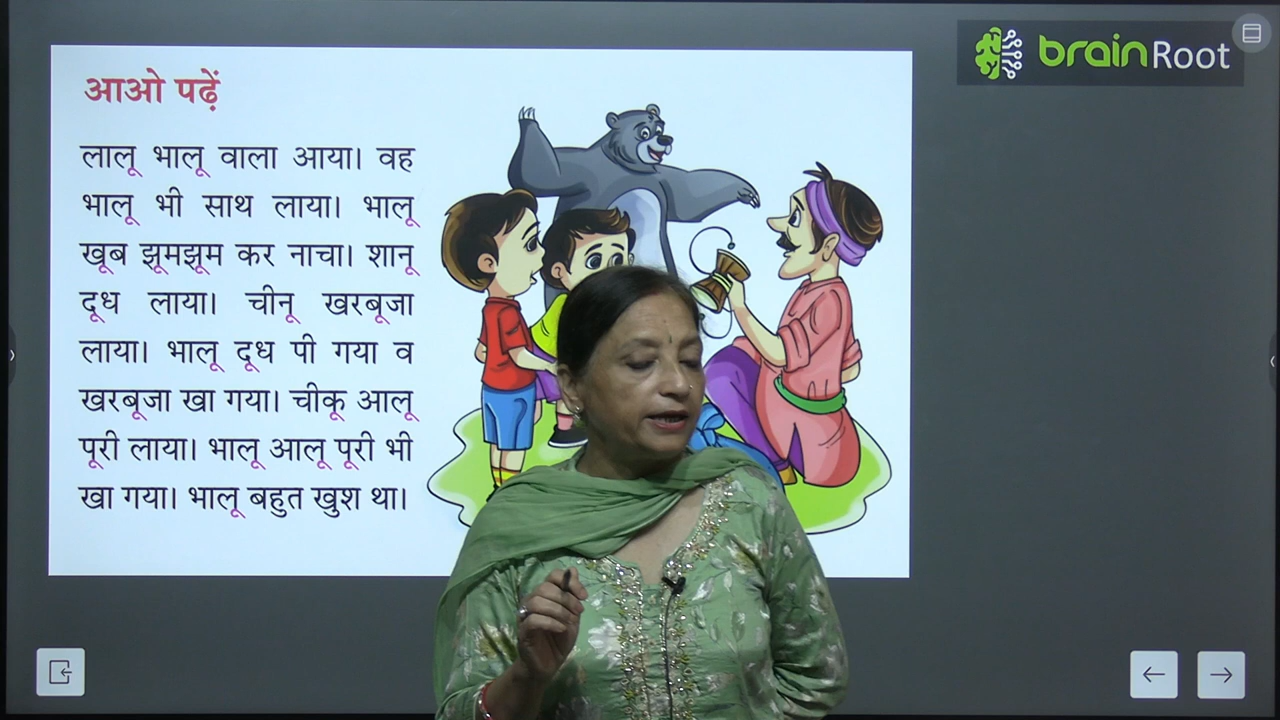 brainRoot
आओ पढ़ें
लालू भालू वाला आया। वह
भालू भी साथ लाया। भालू
खूब झूमझूम कर नाचा। शानू
दूध लाया। चीनू खरबूजा
लाया। भालू दूध पी गया व
खरबूजा खा गया। चीकू आलू
पूरी लाया। भालू आलू पूरी भी
खा गया। भालू बहुत खुश था।